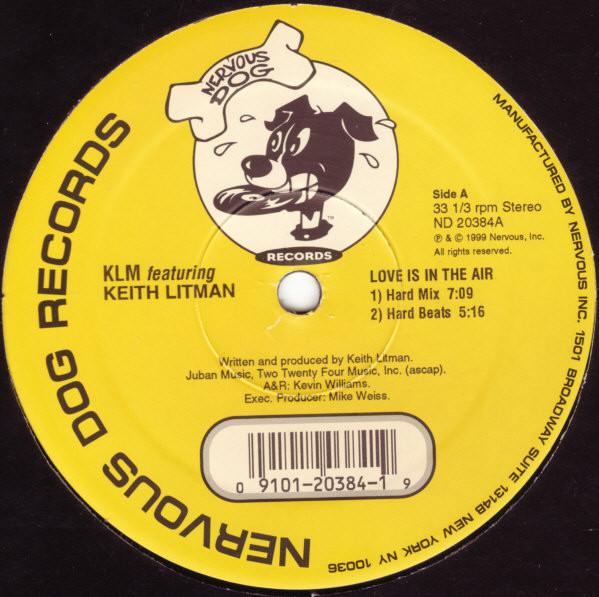 NERVOUS
DOG
™
RECORDS
NERVOUS DOG RECORDS
KLM featuring
KEITH LITMAN
Side A
33 1/3 rpm Stereo
ND 20384A
℗ & © 1999 Nervous, Inc.
All rights reserved.
LOVE IS IN THE AIR
1) Hard Mix 7:09
2) Hard Beats 5:16
Written and produced by Keith Litman.
Juban Music, Two Twenty Four Music, Inc. (ascap).
A&R: Kevin Williams.
Exec. Producer: Mike Weiss.
0 9101-20384-1 9
MANUFACTURED BY NERVOUS INC. 1501 BROADWAY SUITE 1314B NEW YORK NY 10036